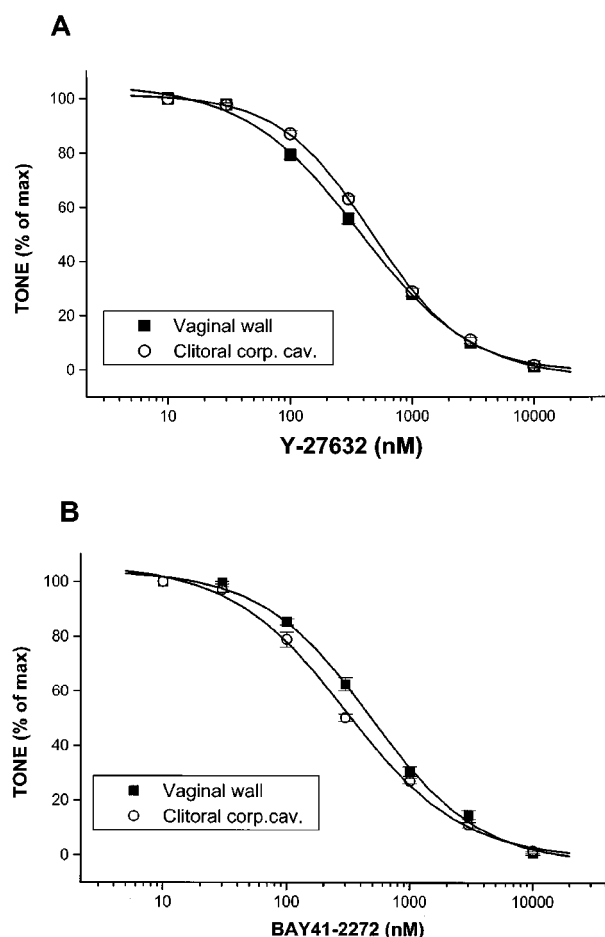 A
TONE (% of max)
100
80
60
40
20
0
Vaginal wall
Clitoral corp. cav.
10 100 1000 10000
Y-27632 (nM)
B
TONE (% of max)
100
80
60
40
20
0
Vaginal wall
Clitoral corp.cav.
10 100 1000 10000
BAY41-2272 (nM)